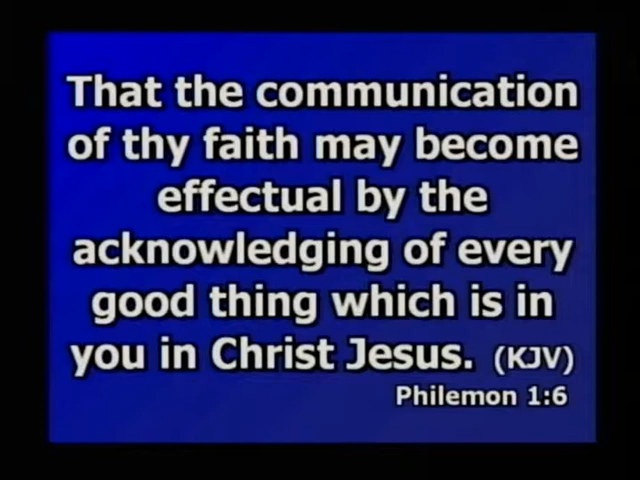 That the communication
of thy faith may become
effectual by the
acknowledging of every
good thing which is in
you in Christ Jesus. (KJV)
Philemon 1:6